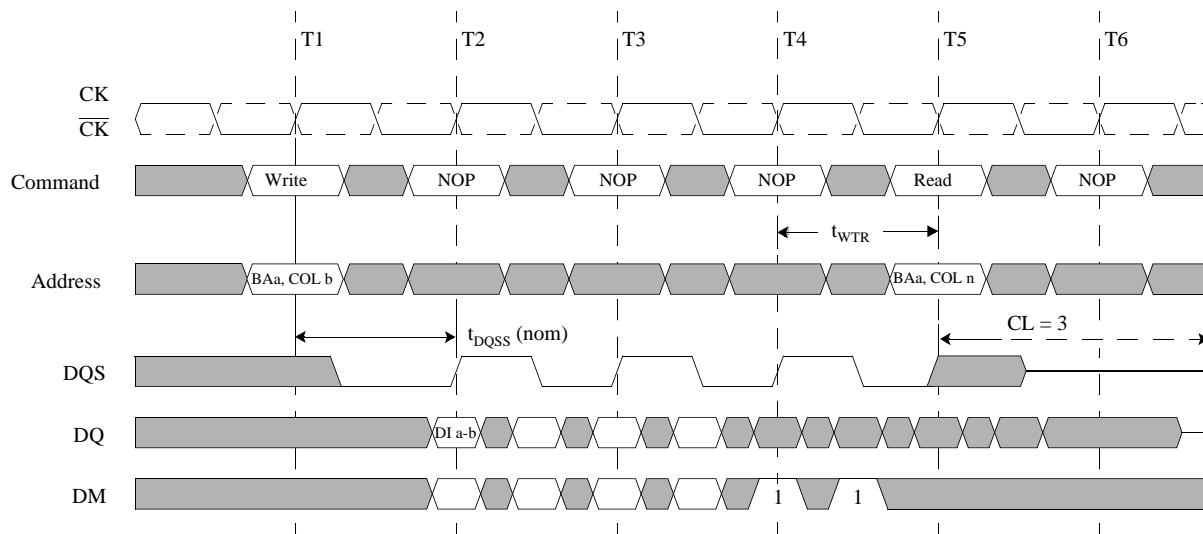 T1 T2 T3 T4 T5 T6
CK
CK
Command Write NOP NOP NOP Read NOP
tWTR
Address BAa, COL b BAa, COL n
tDQSS (nom) CL = 3
DQS
DQ DI a-b
DM 1 1